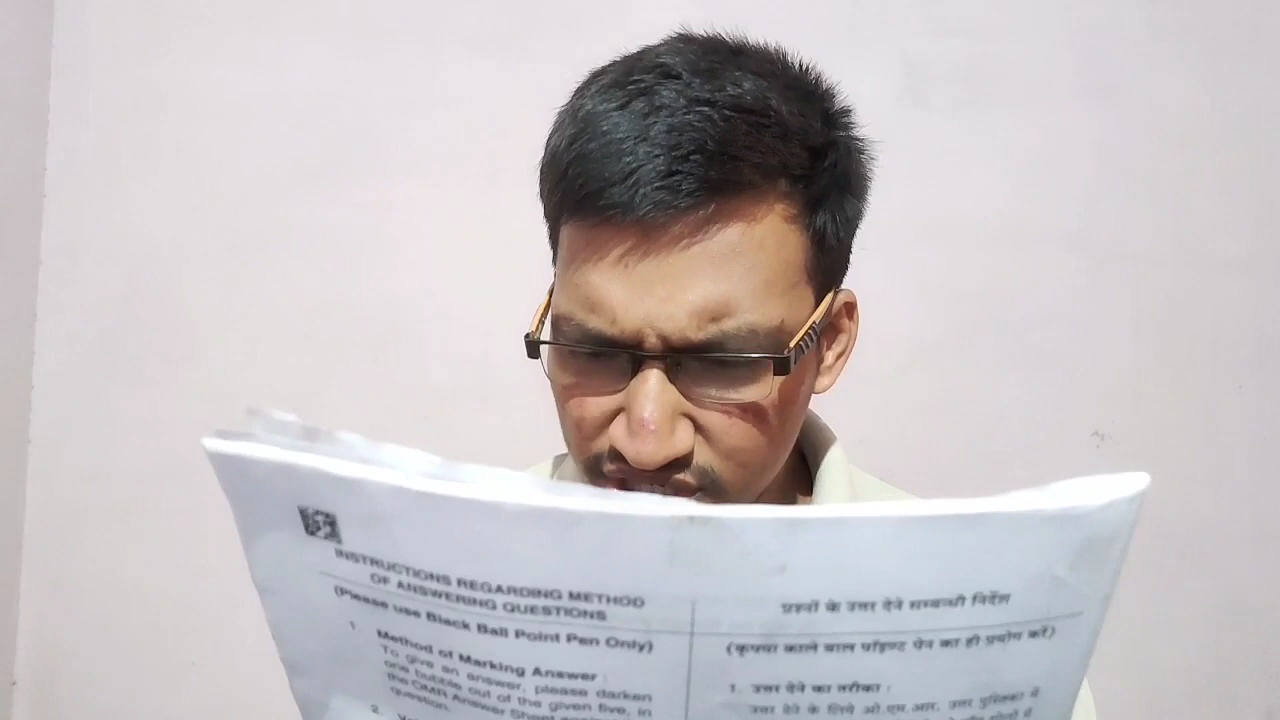 INSTRUCTIONS REGARDING METHOD
OF ANSWERING QUESTIONS
(Please use Black Ball Point Pen Only)
1. Method of Marking Answer :
To give an answer, please darken
one bubble out of the given five, in
the OMR Answer Sheet against
question.
2.
प्रश्नों के उत्तर देने सम्बन्धी निर्देश
(कृपया काले बाल पॉइण्ट पेन का ही प्रयोग करें)
1. उत्तर देने का तरीका :
उत्तर देने के लिये ओ.एम.आर. उत्तर पुस्तिका में